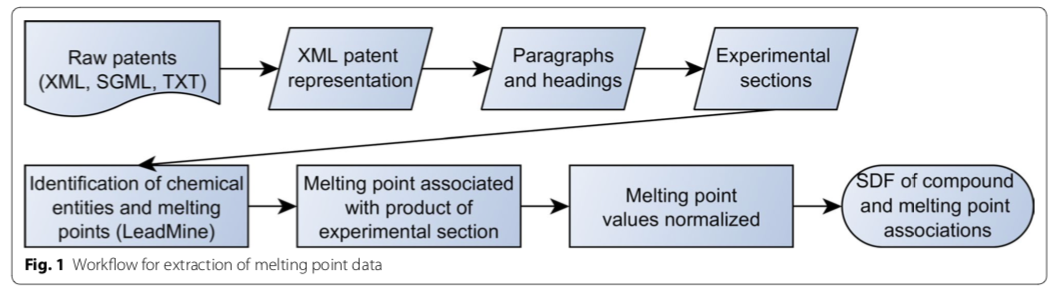 Raw patents
(XML, SGML, TXT)
XML patent
representation
Paragraphs
and headings
Experimental
sections
Identification of chemical
entities and melting
points (LeadMine)
Melting point associated
with product of
experimental section
Melting point
values normalized
SDF of compound
and melting point
associations
Fig. 1 Workflow for extraction of melting point data